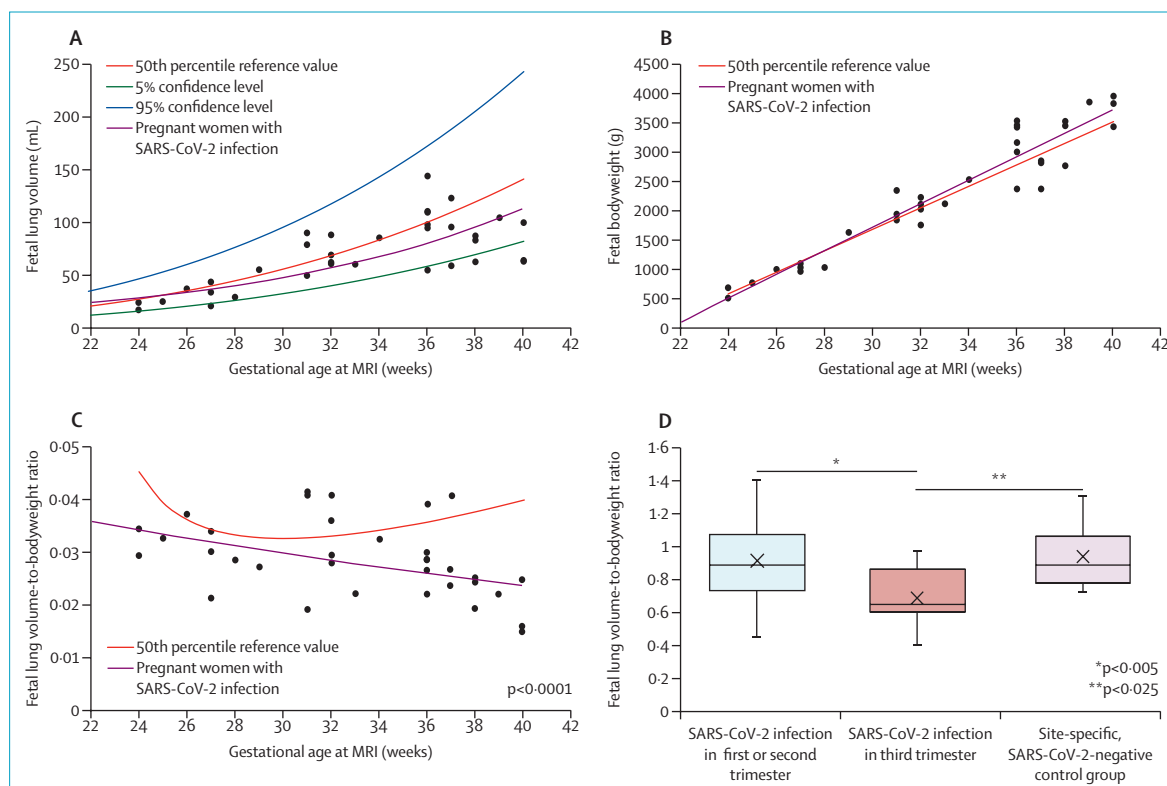 A
250
200
150
100
50
0
Fetal lung volume (mL)
50th percentile reference value
5% confidence level
95% confidence level
Pregnant women with
SARS-CoV-2 infection
22 24 26 28 30 32 34 36 38 40 42
Gestational age at MRI (weeks)
B
4500
4000
3500
3000
2500
2000
1500
1000
500
0
Fetal bodyweight (g)
50th percentile reference value
Pregnant women with
SARS-CoV-2 infection
22 24 26 28 30 32 34 36 38 40 42
Gestational age at MRI (weeks)
C
0·05
0·04
0·03
0·02
0·01
0
Fetal lung volume-to-bodyweight ratio
50th percentile reference value
Pregnant women with
SARS-CoV-2 infection
p<0·0001
22 24 26 28 30 32 34 36 38 40 42
Gestational age at MRI (weeks)
D
1·6
1·4
1·2
1
0·8
0·6
0·4
0·2
0
Fetal lung volume-to-bodyweight ratio
*
**
*p<0·005
**p<0·025
SARS-CoV-2 infection
in first or second
trimester
SARS-CoV-2 infection
in third trimester
Site-specific,
SARS-CoV-2-negative
control group